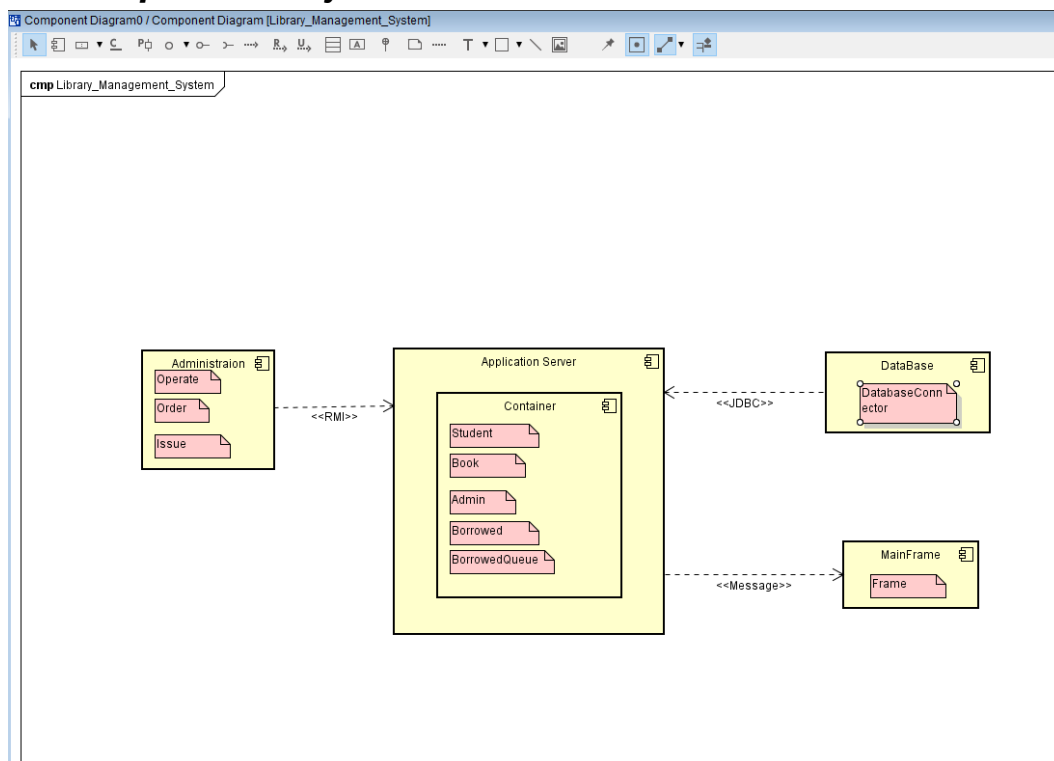 Component Diagram0 / Component Diagram [Library_Management_System]
cmp Library_Management_System
Administraion
Operate
Order
Issue
<<RMI>>
Application Server
Container
Student
Book
Admin
Borrowed
BorrowedQueue
<<JDBC>>
DataBase
DatabaseConn
ector
<<Message>>
MainFrame
Frame